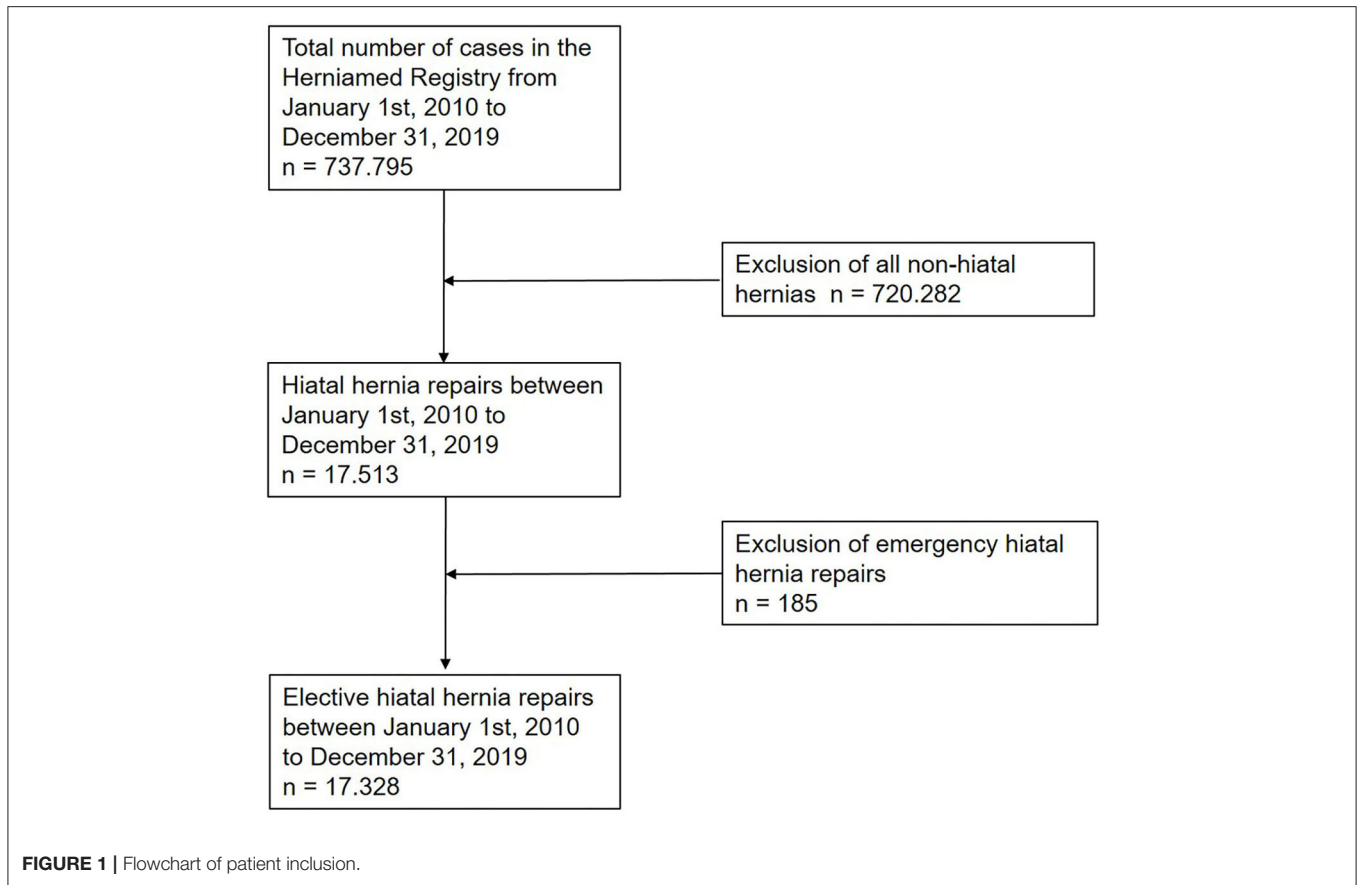 Total number of cases in the
Herniamed Registry from
January 1st, 2010 to
December 31, 2019
n = 737.795
Exclusion of all non-hiatal
hernias  n = 720.282
Hiatal hernia repairs between
January 1st, 2010 to
December 31, 2019
n = 17.513
Exclusion of emergency hiatal
hernia repairs
n = 185
Elective hiatal hernia repairs
between January 1st, 2010
to December 31, 2019
n = 17.328
FIGURE 1 | Flowchart of patient inclusion.